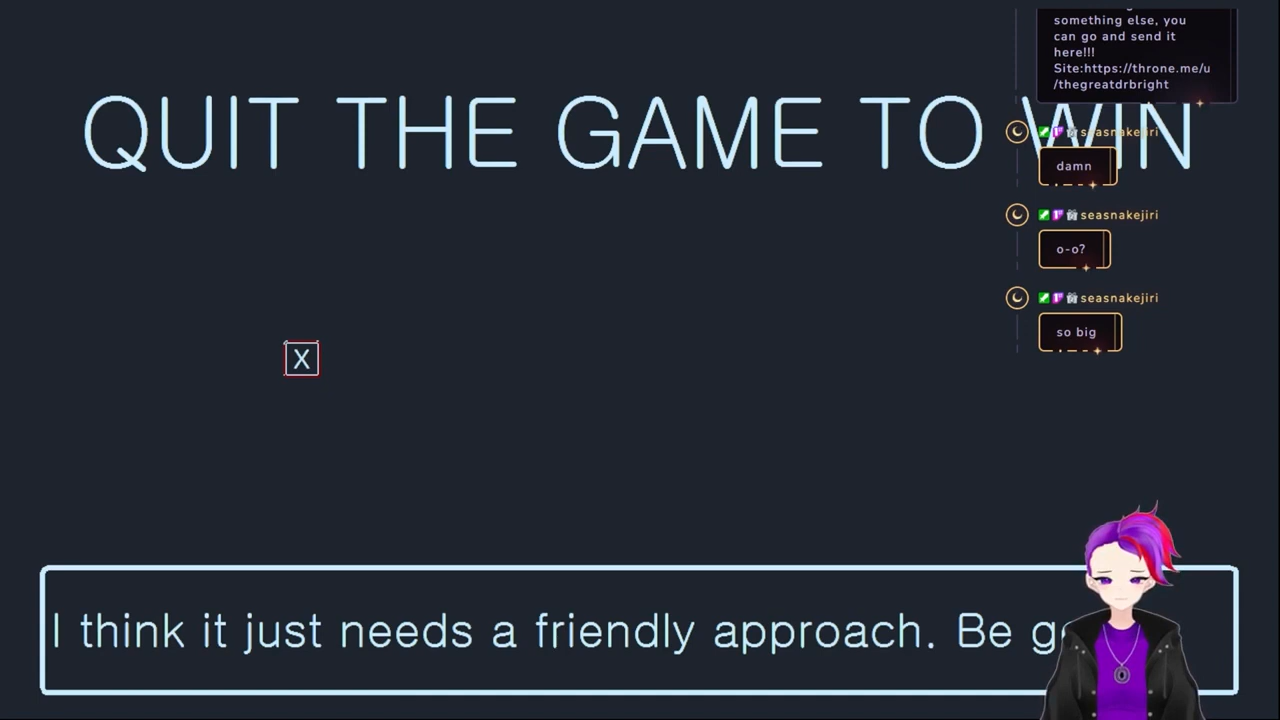 something else, you
can go and send it
here!!!
Site:https://throne.me/u
/thegreatdrbright
QUIT THE GAME TO WIN
seasnakejiri
damn
seasnakejiri
o-o?
seasnakejiri
so big
X
I think it just needs a friendly approach. Be